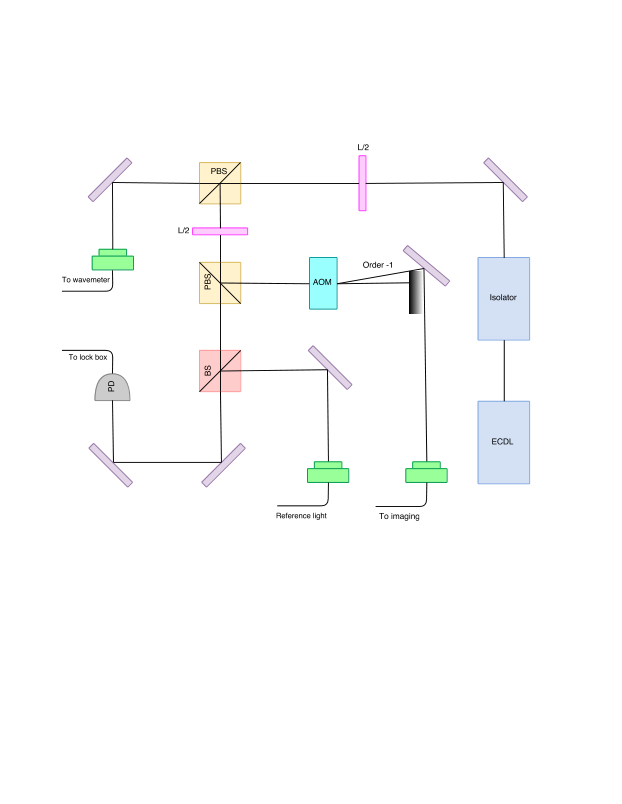 L/2
PBS
L/2
Order -1
To wavemeter
PBS
AOM
Isolator
To lock box
BS
PD
ECDL
Reference light
To imaging